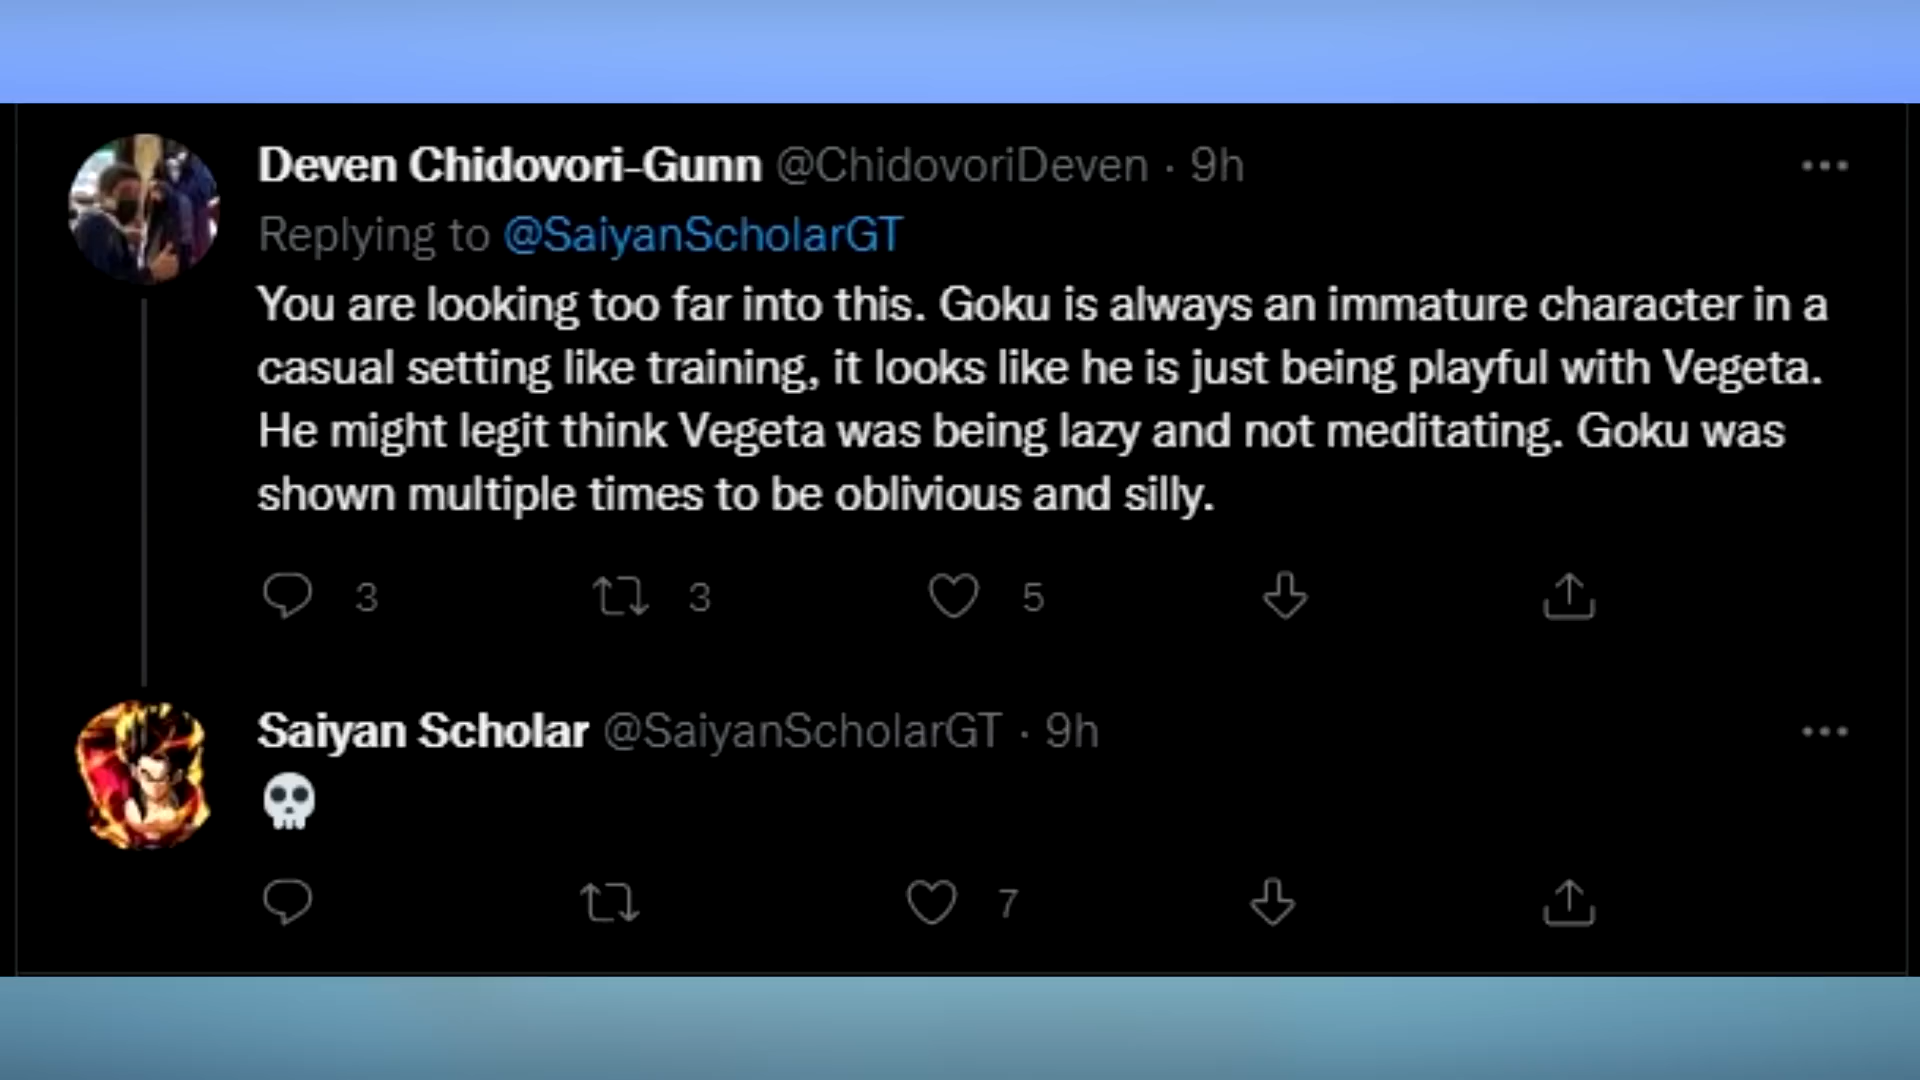 Deven Chidovori-Gunn @ChidovoriDeven · 9h
Replying to @SaiyanScholarGT
You are looking too far into this. Goku is always an immature character in a
casual setting like training, it looks like he is just being playful with Vegeta.
He might legit think Vegeta was being lazy and not meditating. Goku was
shown multiple times to be oblivious and silly.
3 3 5
Saiyan Scholar @SaiyanScholarGT · 9h
💀
7